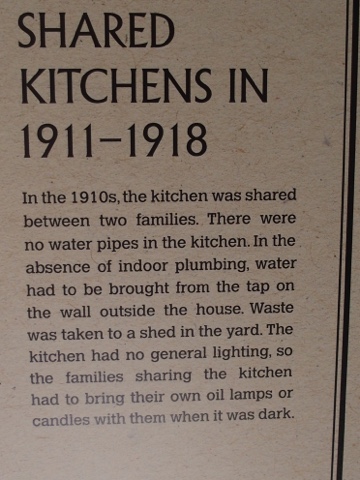 SHARED
KITCHENS IN
1911–1918
In the 1910s, the kitchen was shared
between two families. There were
no water pipes in the kitchen. In the
absence of indoor plumbing, water
had to be brought from the tap on
the wall outside the house. Waste
was taken to a shed in the yard. The
kitchen had no general lighting, so
the families sharing the kitchen
had to bring their own oil lamps or
candles with them when it was dark.